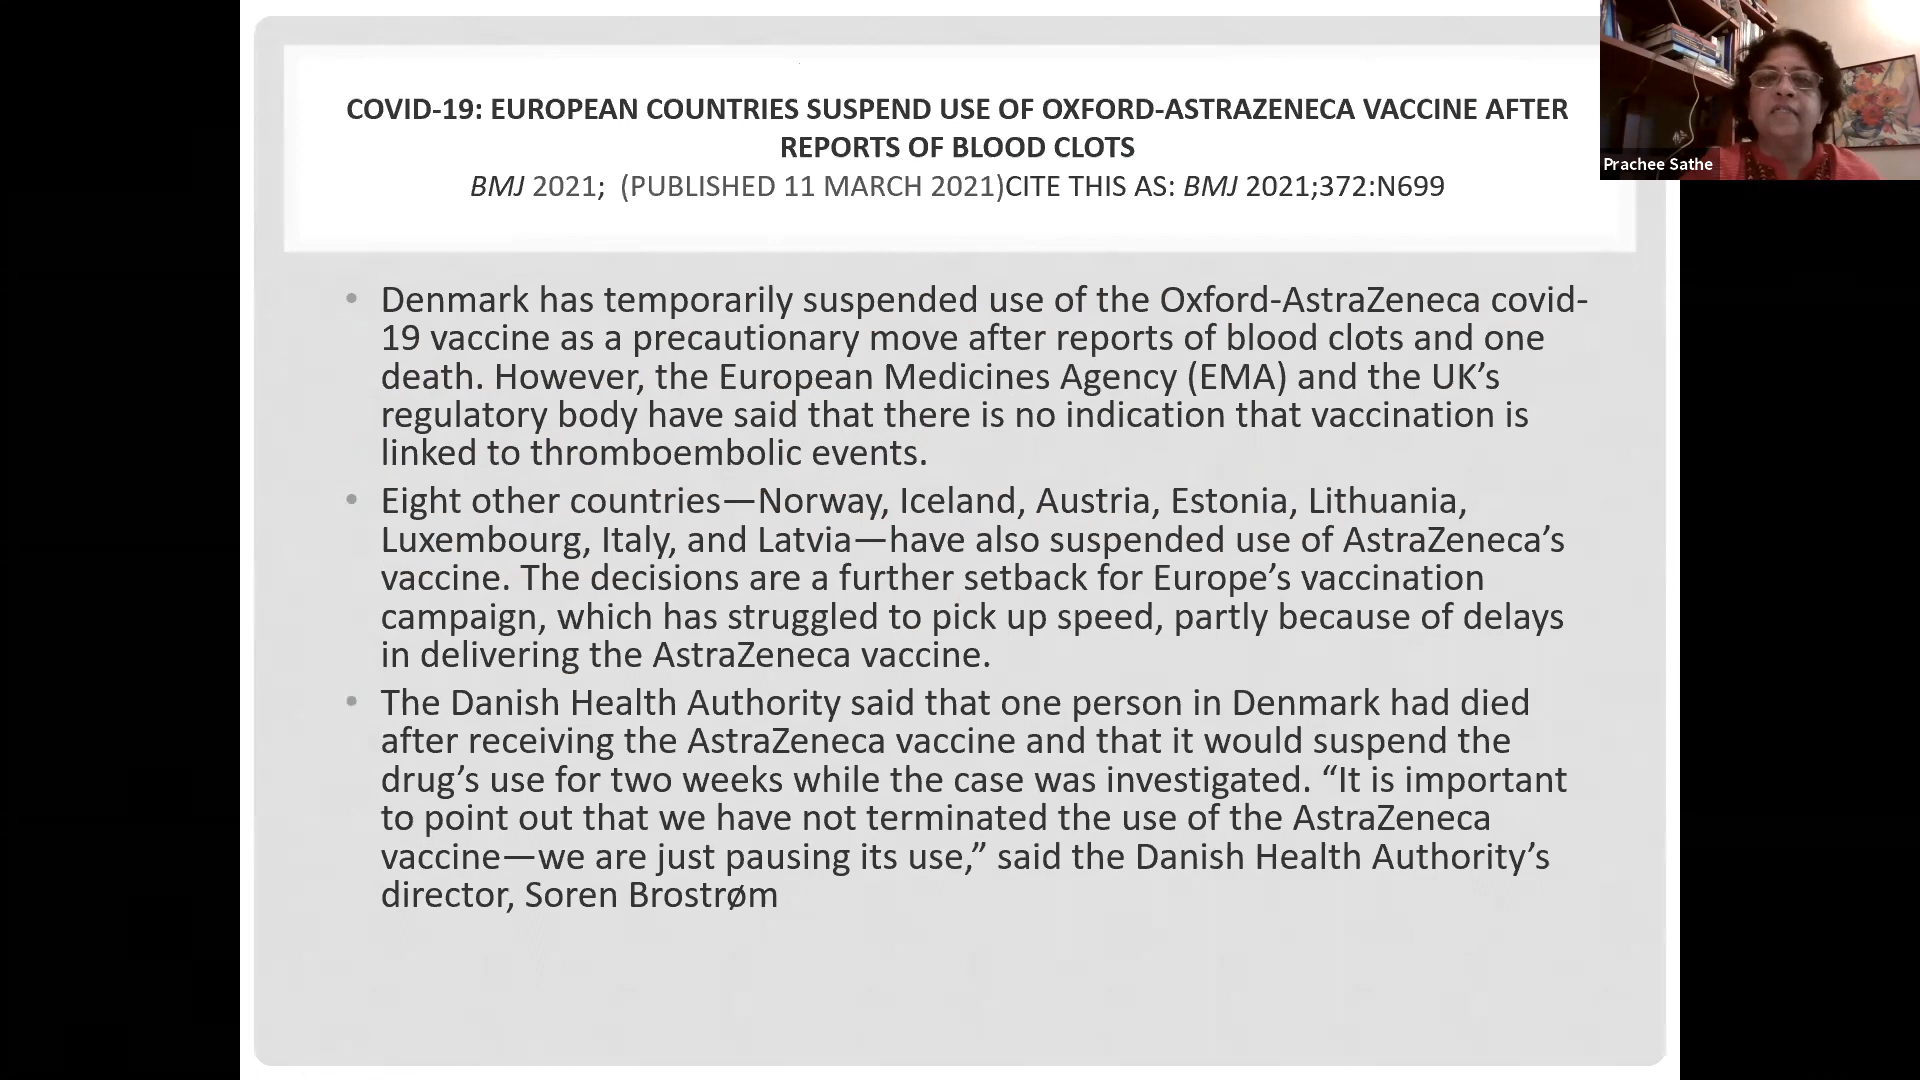 COVID-19: EUROPEAN COUNTRIES SUSPEND USE OF OXFORD-ASTRAZENECA VACCINE AFTER
REPORTS OF BLOOD CLOTS
BMJ 2021; (PUBLISHED 11 MARCH 2021)CITE THIS AS: BMJ 2021;372:N699
Prachee Sathe
• Denmark has temporarily suspended use of the Oxford-AstraZeneca covid-
19 vaccine as a precautionary move after reports of blood clots and one
death. However, the European Medicines Agency (EMA) and the UK’s
regulatory body have said that there is no indication that vaccination is
linked to thromboembolic events.
• Eight other countries—Norway, Iceland, Austria, Estonia, Lithuania,
Luxembourg, Italy, and Latvia—have also suspended use of AstraZeneca’s
vaccine. The decisions are a further setback for Europe’s vaccination
campaign, which has struggled to pick up speed, partly because of delays
in delivering the AstraZeneca vaccine.
• The Danish Health Authority said that one person in Denmark had died
after receiving the AstraZeneca vaccine and that it would suspend the
drug’s use for two weeks while the case was investigated. “It is important
to point out that we have not terminated the use of the AstraZeneca
vaccine—we are just pausing its use,” said the Danish Health Authority’s
director, Soren Brostrøm